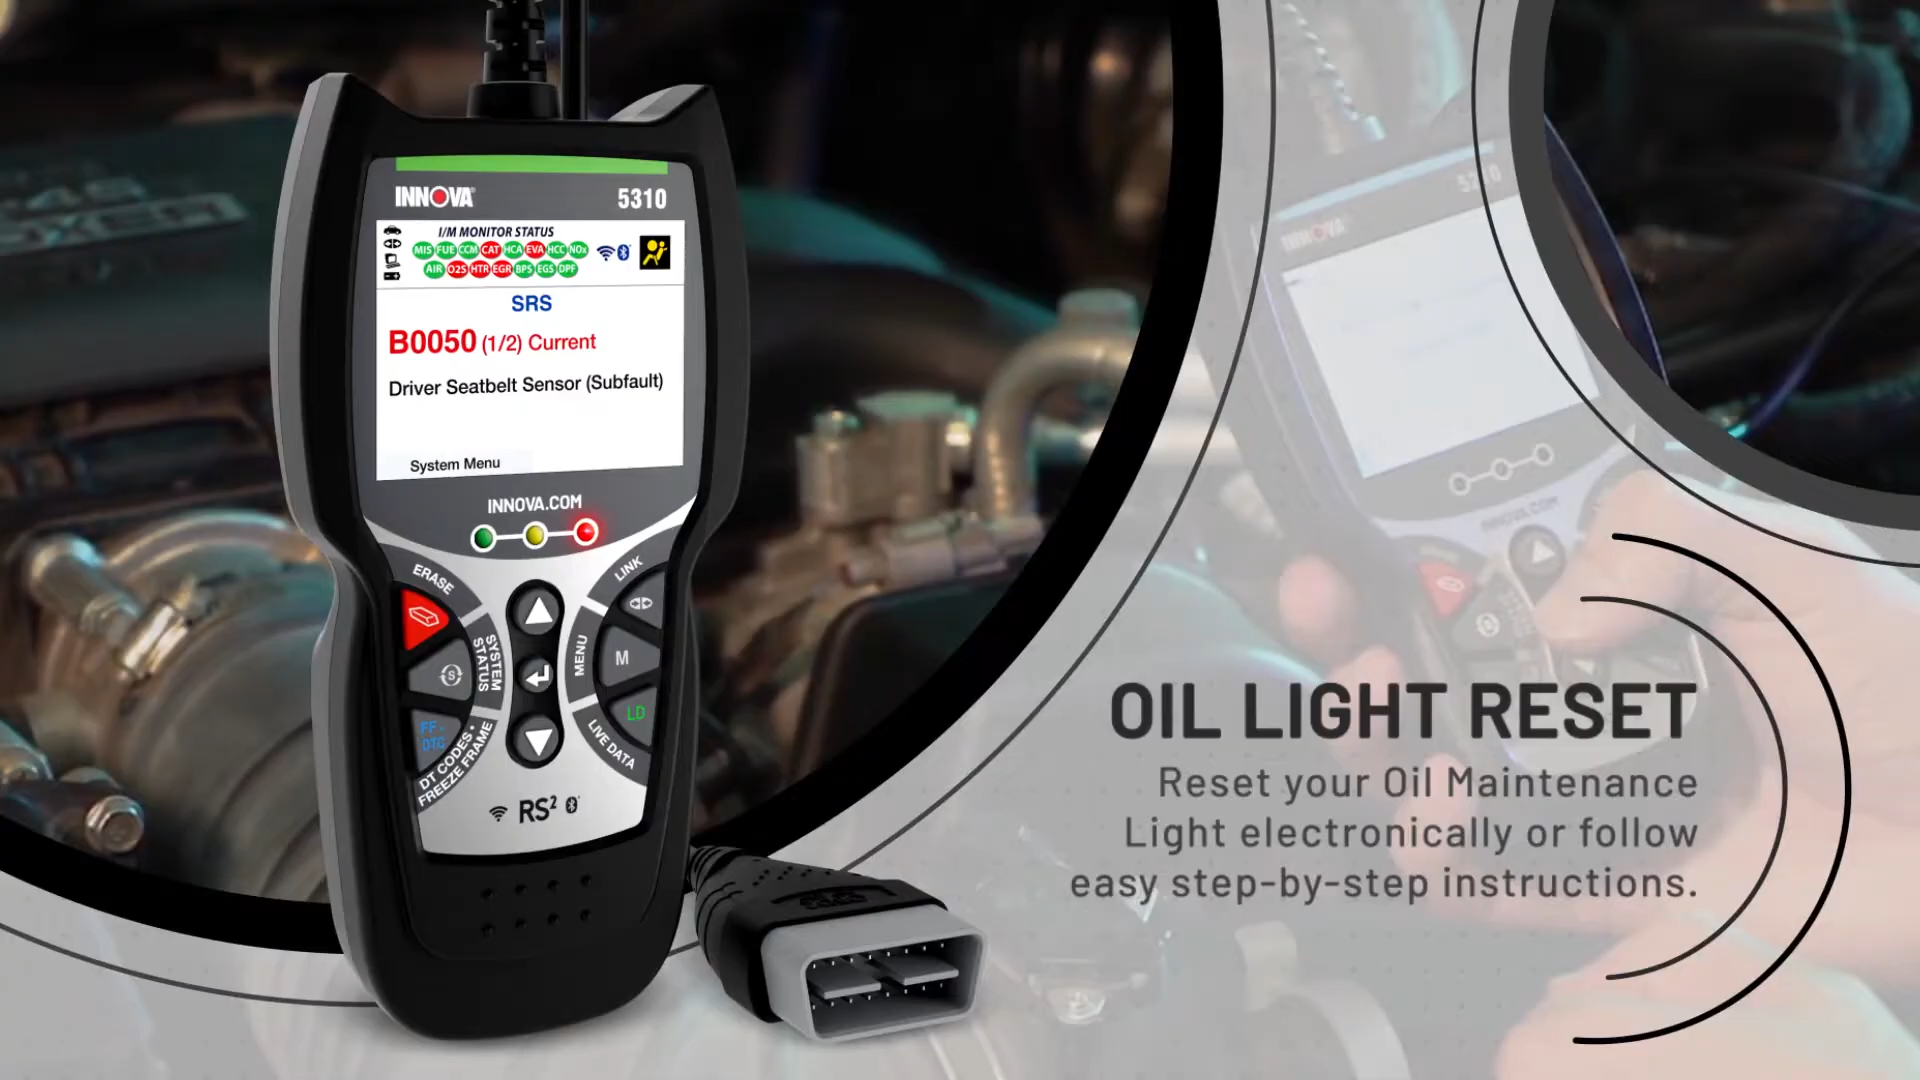 INNOVA 5310
I/M MONITOR STATUS
MIS FUE CCM CAT HCA EVA HCC NOx
AIR O2S HTR EGR BPS EGS DPF
SRS
B0050 (1/2) Current
Driver Seatbelt Sensor (Subfault)
System Menu
INNOVA.COM
ERASE
LINK
SYSTEM STATUS
MENU
M
S
FF-
DTC
LD
DT CODES •
FREEZE FRAME
LIVE DATA
RS²
INNOVA.COM
OIL LIGHT RESET
Reset your Oil Maintenance
Light electronically or follow
easy step-by-step instructions.